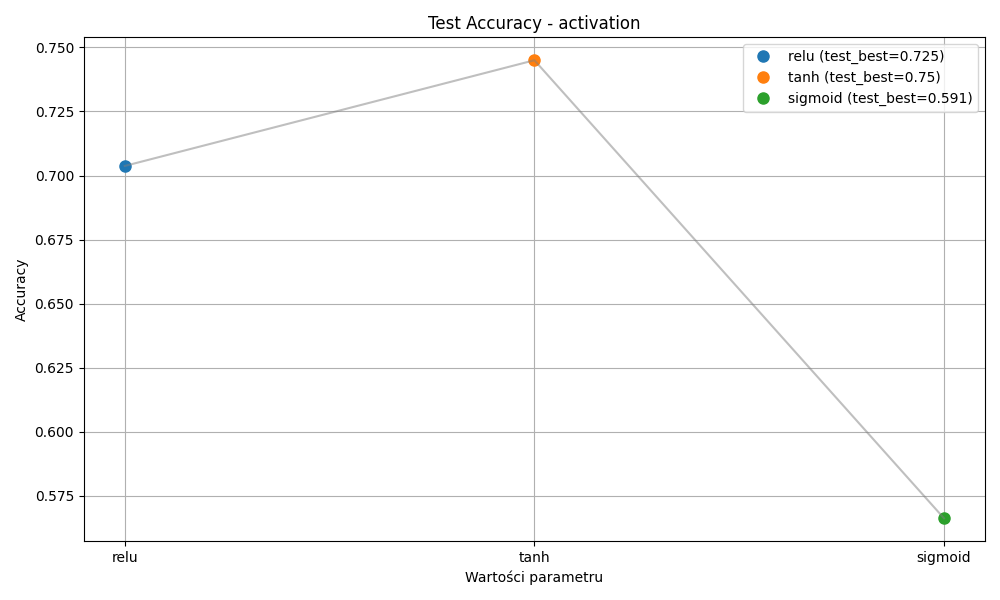 Test Accuracy - activation
relu (test_best=0.725)
tanh (test_best=0.75)
sigmoid (test_best=0.591)
Accuracy
0.750
0.725
0.700
0.675
0.650
0.625
0.600
0.575
relu tanh sigmoid
Wartości parametru